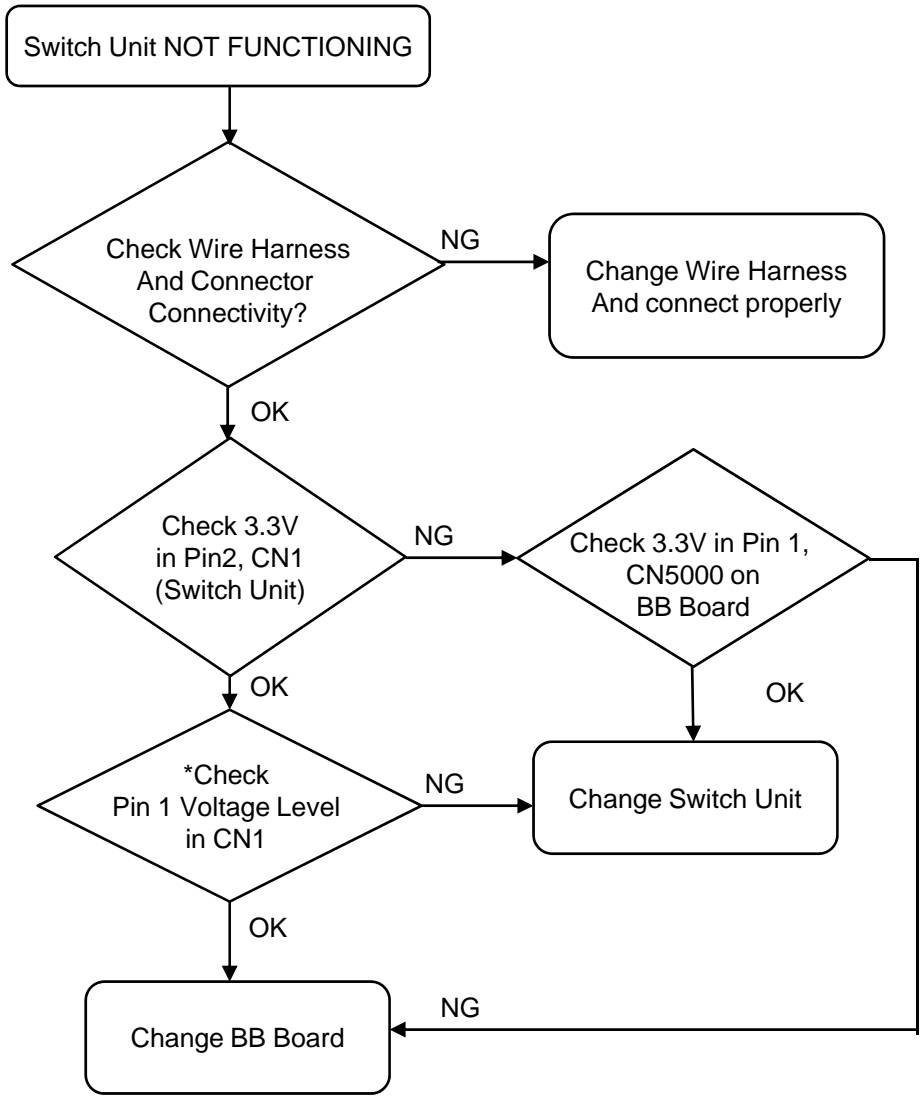 Switch Unit NOT FUNCTIONING
Check Wire Harness
And Connector
Connectivity?
NG
Change Wire Harness
And connect properly
OK
Check 3.3V
in Pin2, CN1
(Switch Unit)
NG
Check 3.3V in Pin 1,
CN5000 on
BB Board
OK
OK
*Check
Pin 1 Voltage Level
in CN1
NG
Change Switch Unit
OK
Change BB Board
NG